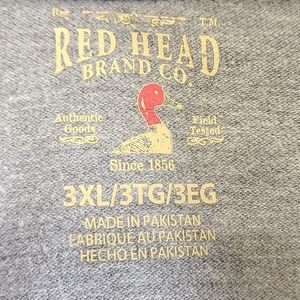 Reg. T.M.
RED HEAD
BRAND CO.
Authentic Goods
Field Tested
Since 1856
3XL/3TG/3EG
MADE IN PAKISTAN
FABRIQUÉ AU PAKISTAN
HECHO EN PAKISTAN